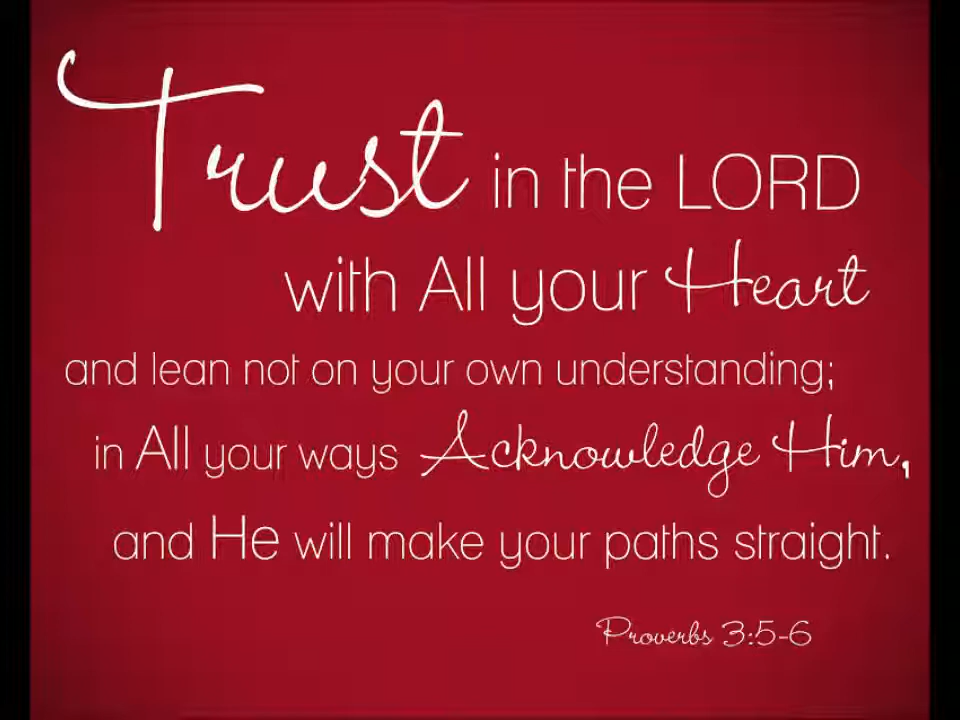 Trust in the LORD
with All your Heart
and lean not on your own understanding;
in All your ways Acknowledge Him,
and He will make your paths straight.
Proverbs 3:5-6